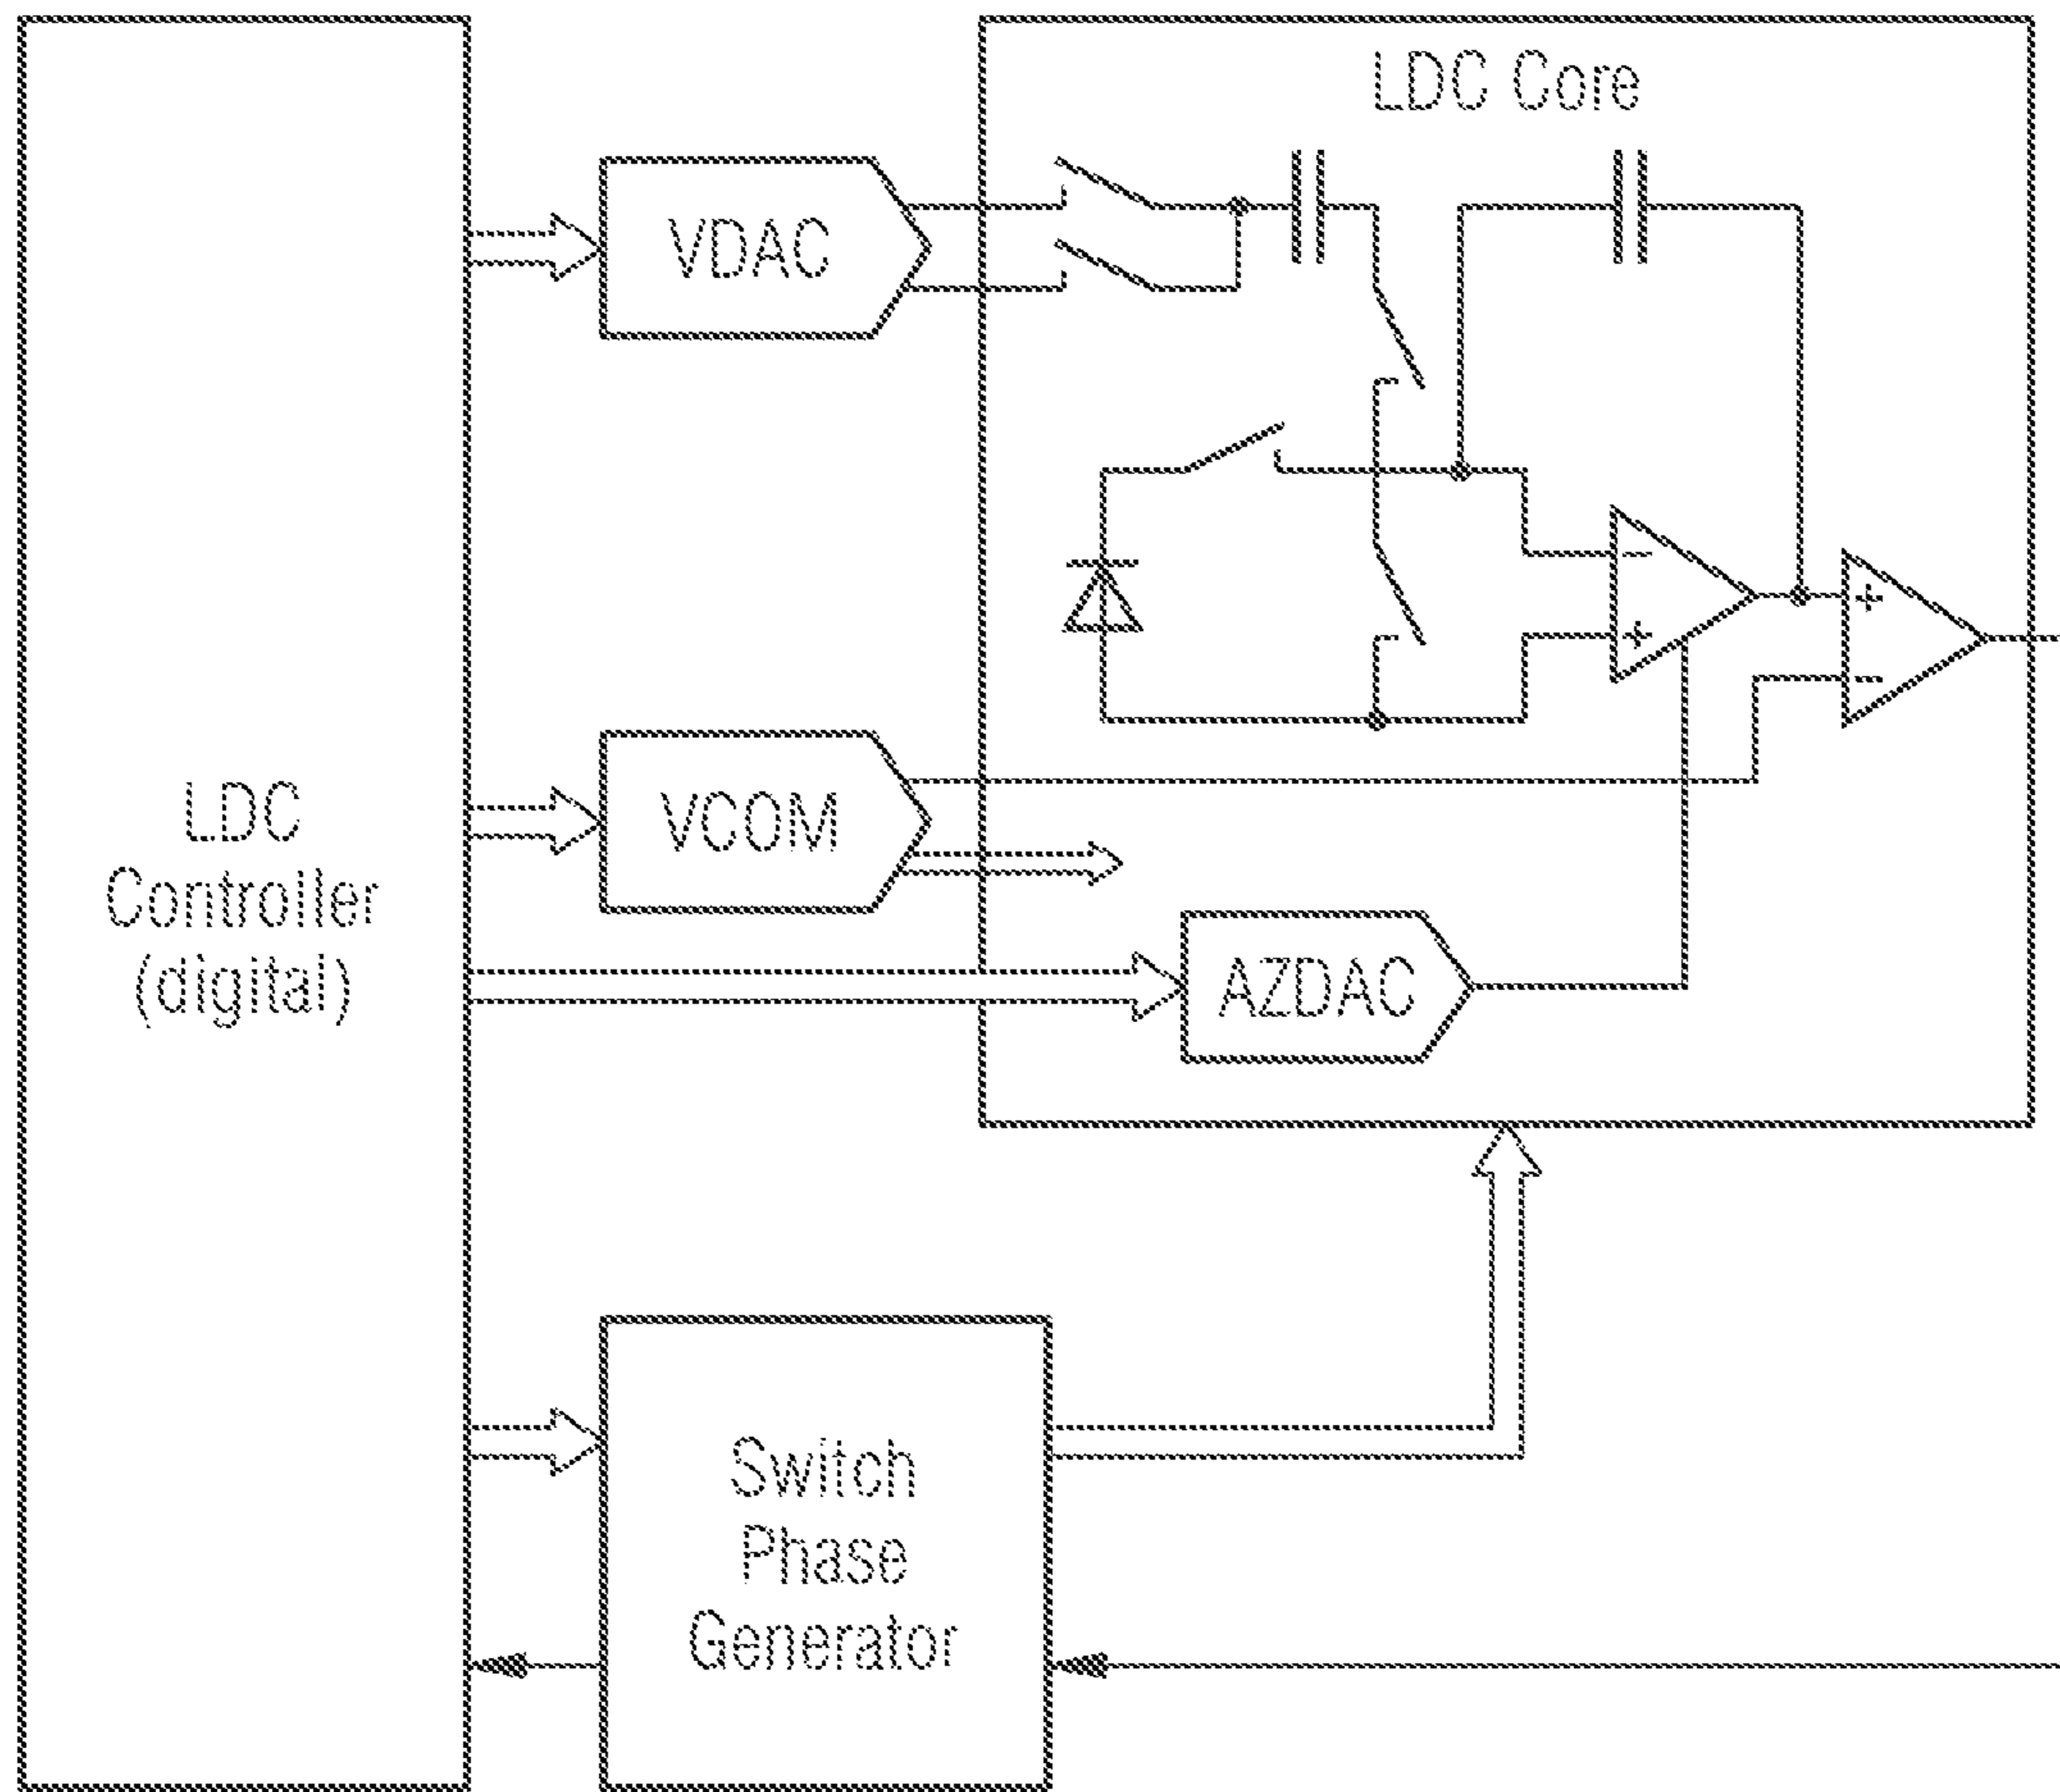 LDC Core
VDAC
LDC
Controller
(digital)
VCOM
AZDAC
Switch
Phase
Generator
− +
+ −